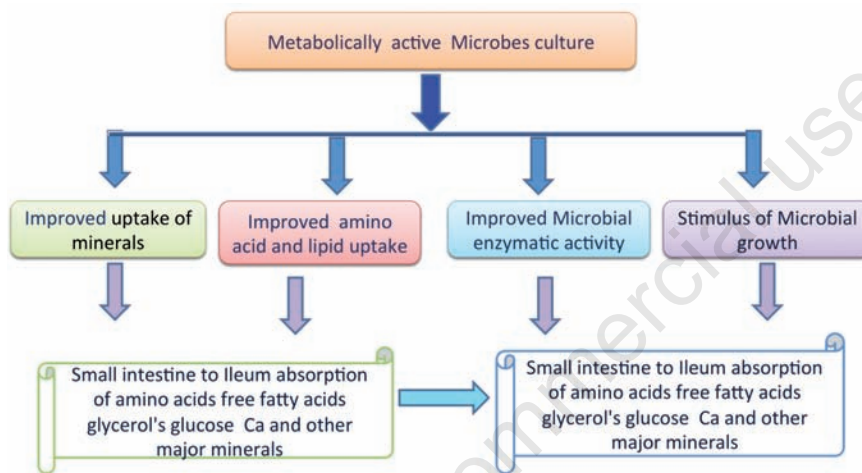 Metabolically active Microbes culture
Improved uptake of
minerals
Improved amino
acid and lipid uptake
Improved Microbial
enzymatic activity
Stimulus of Microbial
growth
Small intestine to Ileum absorption
of amino acids free fatty acids
glycerol's glucose Ca and other
major minerals
Small intestine to Ileum absorption
of amino acids free fatty acids
glycerol's glucose Ca and other
major minerals
ommercial use